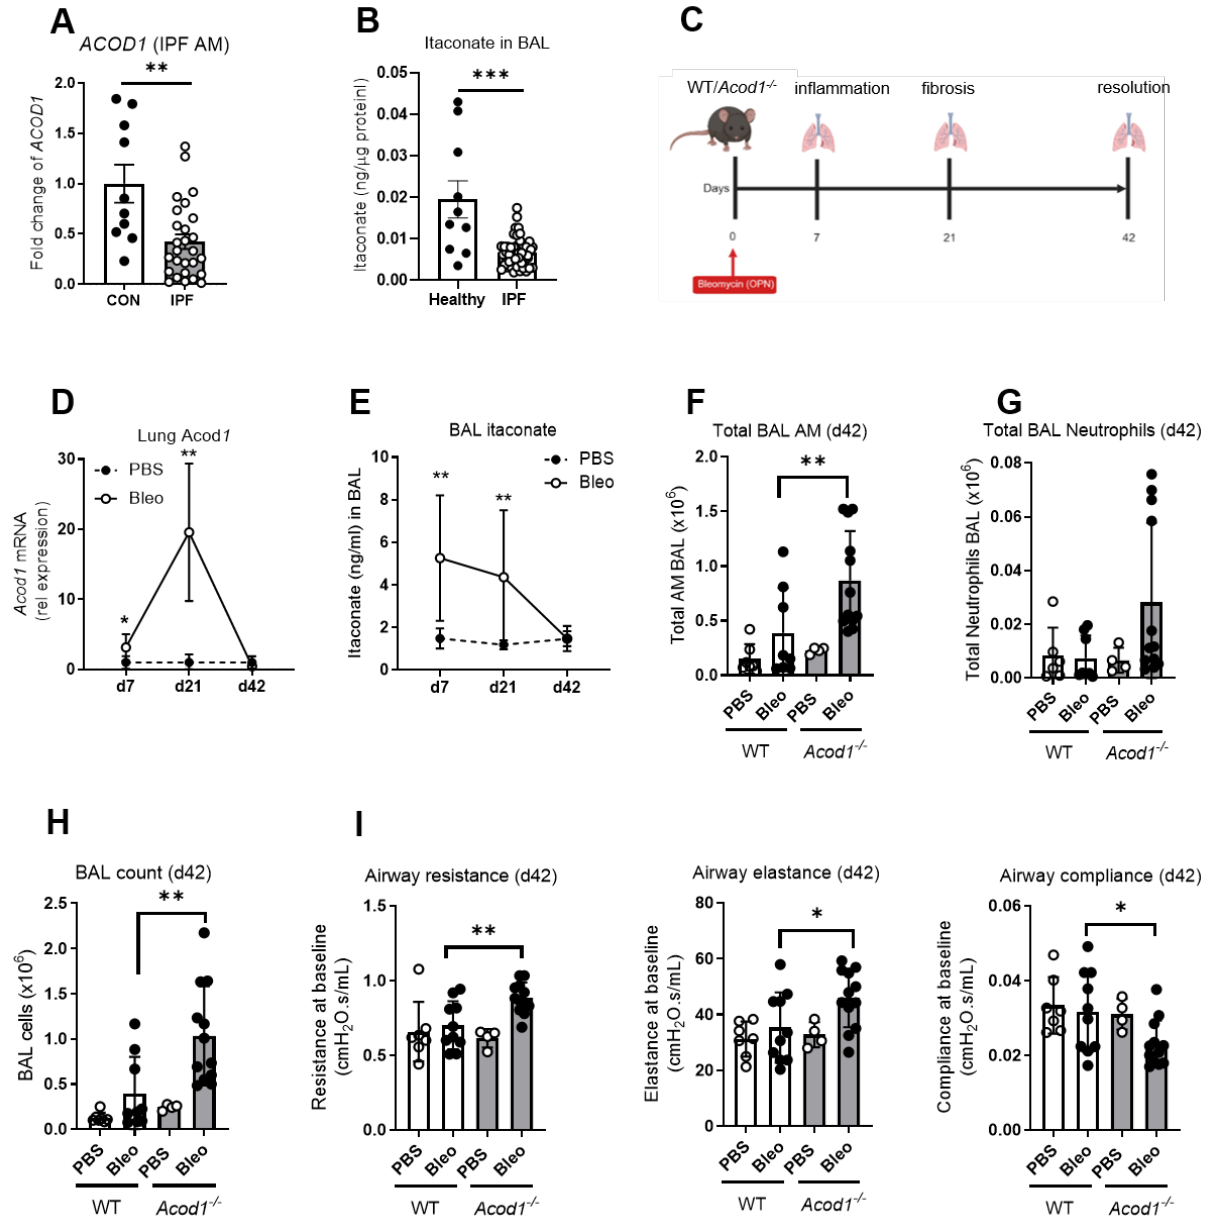 A
ACOD1 (IPF AM)
**
Fold change of ACOD1
2.0
1.5
1.0
0.5
0.0
CON
IPF
B
Itaconate in BAL
***
Itaconate (ng/µg proteinl)
0.05
0.04
0.03
0.02
0.01
0.00
Healthy
IPF
C
WT/Acod1-/-
inflammation
fibrosis
resolution
Days
0
7
21
42
Bleomycin (OPN)
D
Lung Acod1
**
PBS
Bleo
*
Acod1 mRNA
(rel expression)
30
20
10
0
d7
d21
d42
E
BAL itaconate
PBS
Bleo
**
**
Itaconate (ng/ml) in BAL
10
8
6
4
2
0
d7
d21
d42
F
Total BAL AM (d42)
**
Total AM BAL (x10⁶)
2.0
1.5
1.0
0.5
0.0
PBS
Bleo
PBS
Bleo
WT
Acod1-/-
G
Total BAL Neutrophils (d42)
Total Neutrophils BAL (x10⁶)
0.08
0.06
0.04
0.02
0.00
PBS
Bleo
PBS
Bleo
WT
Acod1-/-
H
BAL count (d42)
**
BAL cells (x10⁶)
2.5
2.0
1.5
1.0
0.5
0.0
PBS
Bleo
PBS
Bleo
WT
Acod1-/-
I
Airway resistance (d42)
**
Resistance at baseline
(cmH₂O.s/mL)
1.5
1.0
0.5
0.0
PBS
Bleo
PBS
Bleo
WT
Acod1-/-
Airway elastance (d42)
*
Elastance at baseline
(cmH₂O.s/mL)
80
60
40
20
0
PBS
Bleo
PBS
Bleo
WT
Acod1-/-
Airway compliance (d42)
*
Compliance at baseline
(cmH₂O.s/mL)
0.06
0.04
0.02
0.00
PBS
Bleo
PBS
Bleo
WT
Acod1-/-